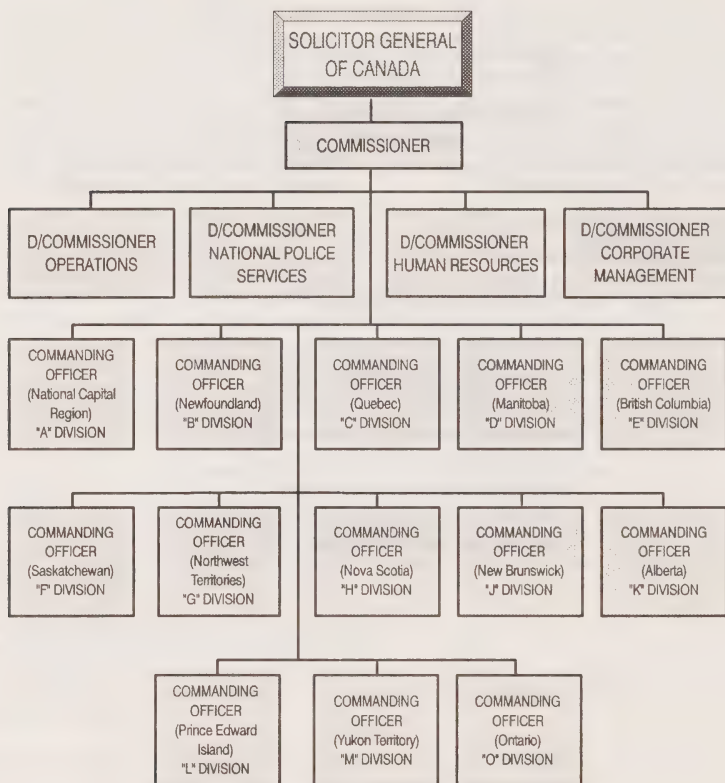 SOLICITOR GENERAL
OF CANADA
COMMISSIONER
D/COMMISSIONER
OPERATIONS
D/COMMISSIONER
NATIONAL POLICE
SERVICES
D/COMMISSIONER
HUMAN RESOURCES
D/COMMISSIONER
CORPORATE
MANAGEMENT
COMMANDING
OFFICER
(National Capital
Region)
"A" DIVISION
COMMANDING
OFFICER
(Newfoundland)
"B" DIVISION
COMMANDING
OFFICER
(Quebec)
"C" DIVISION
COMMANDING
OFFICER
(Manitoba)
"D" DIVISION
COMMANDING
OFFICER
(British Columbia)
"E" DIVISION
COMMANDING
OFFICER
(Saskatchewan)
"F" DIVISION
COMMANDING
OFFICER
(Northwest
Territories)
"G" DIVISION
COMMANDING
OFFICER
(Nova Scotia)
"H" DIVISION
COMMANDING
OFFICER
(New Brunswick)
"J" DIVISION
COMMANDING
OFFICER
(Alberta)
"K" DIVISION
COMMANDING
OFFICER
(Prince Edward
Island)
"L" DIVISION
COMMANDING
OFFICER
(Yukon Territory)
"M" DIVISION
COMMANDING
OFFICER
(Ontario)
"O" DIVISION